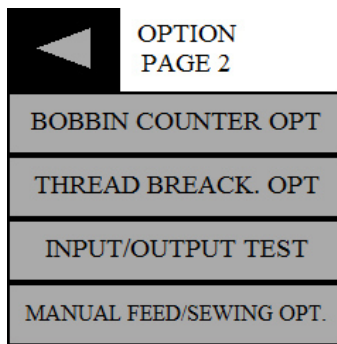 OPTION
PAGE 2
BOBBIN COUNTER OPT
THREAD BREACK. OPT
INPUT/OUTPUT TEST
MANUAL FEED/SEWING OPT.